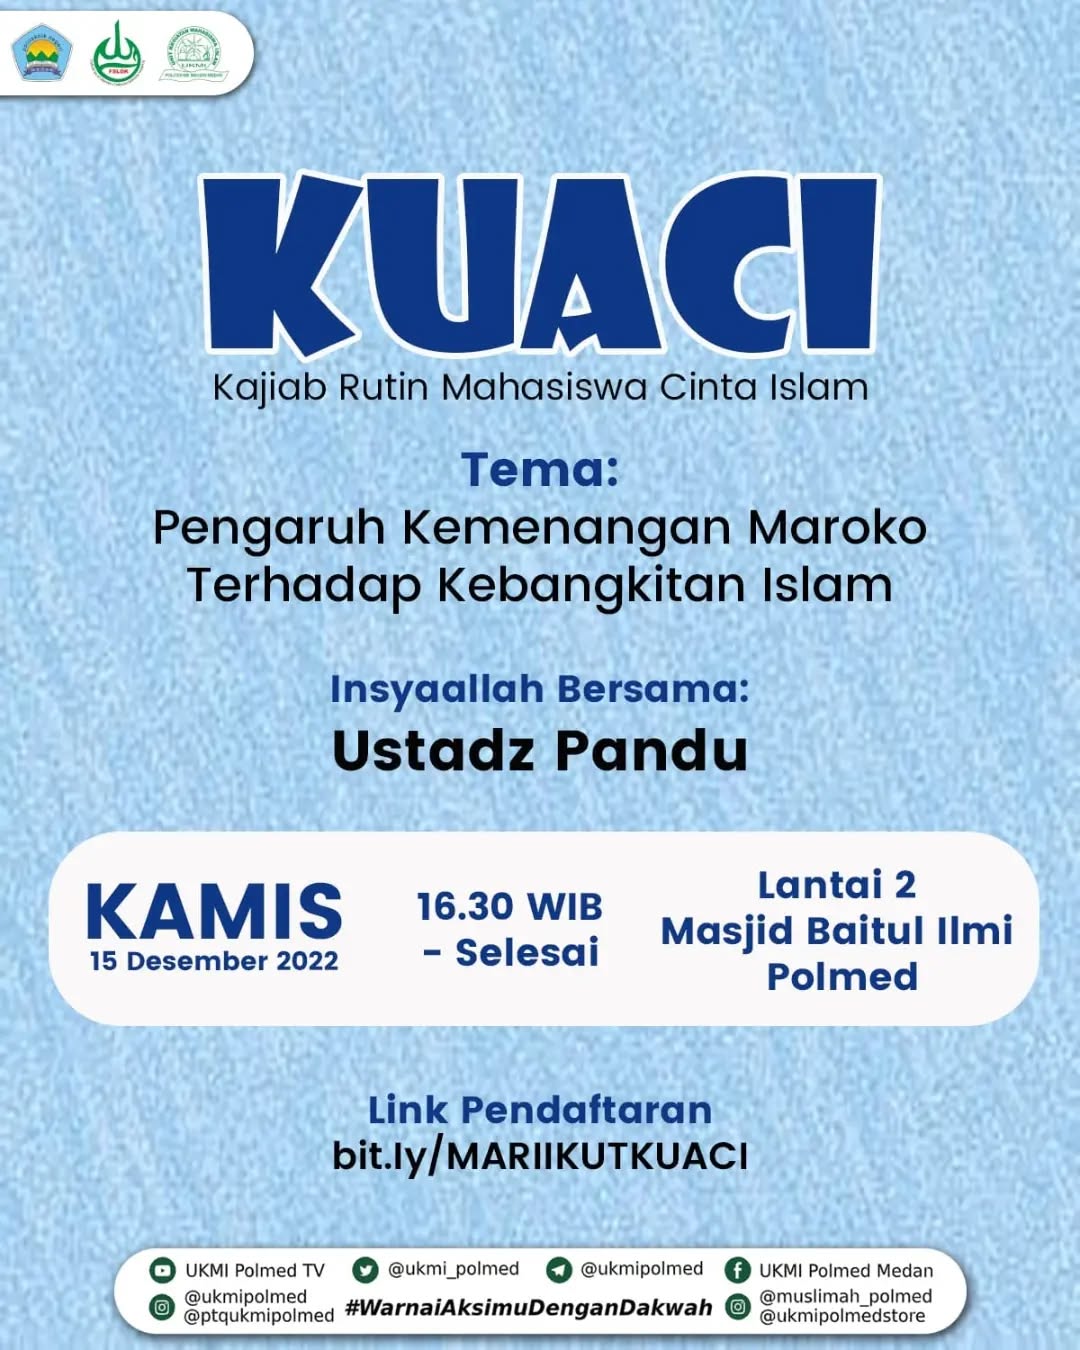 KUACI
Kajiab Rutin Mahasiswa Cinta Islam
Tema:
Pengaruh Kemenangan Maroko
Terhadap Kebangkitan Islam
Insyaallah Bersama:
Ustadz Pandu
KAMIS
15 Desember 2022
16.30 WIB
- Selesai
Lantai 2
Masjid Baitul Ilmi
Polmed
Link Pendaftaran
bit.ly/MARIIKUTKUACI
UKMI Polmed TV
@ukmi_polmed
@ukmipolmed
UKMI Polmed Medan
@ukmipolmed
@ptqukmipolmed
#WarnaiAksimuDenganDakwah
@muslimah_polmed
@ukmipolmedstore